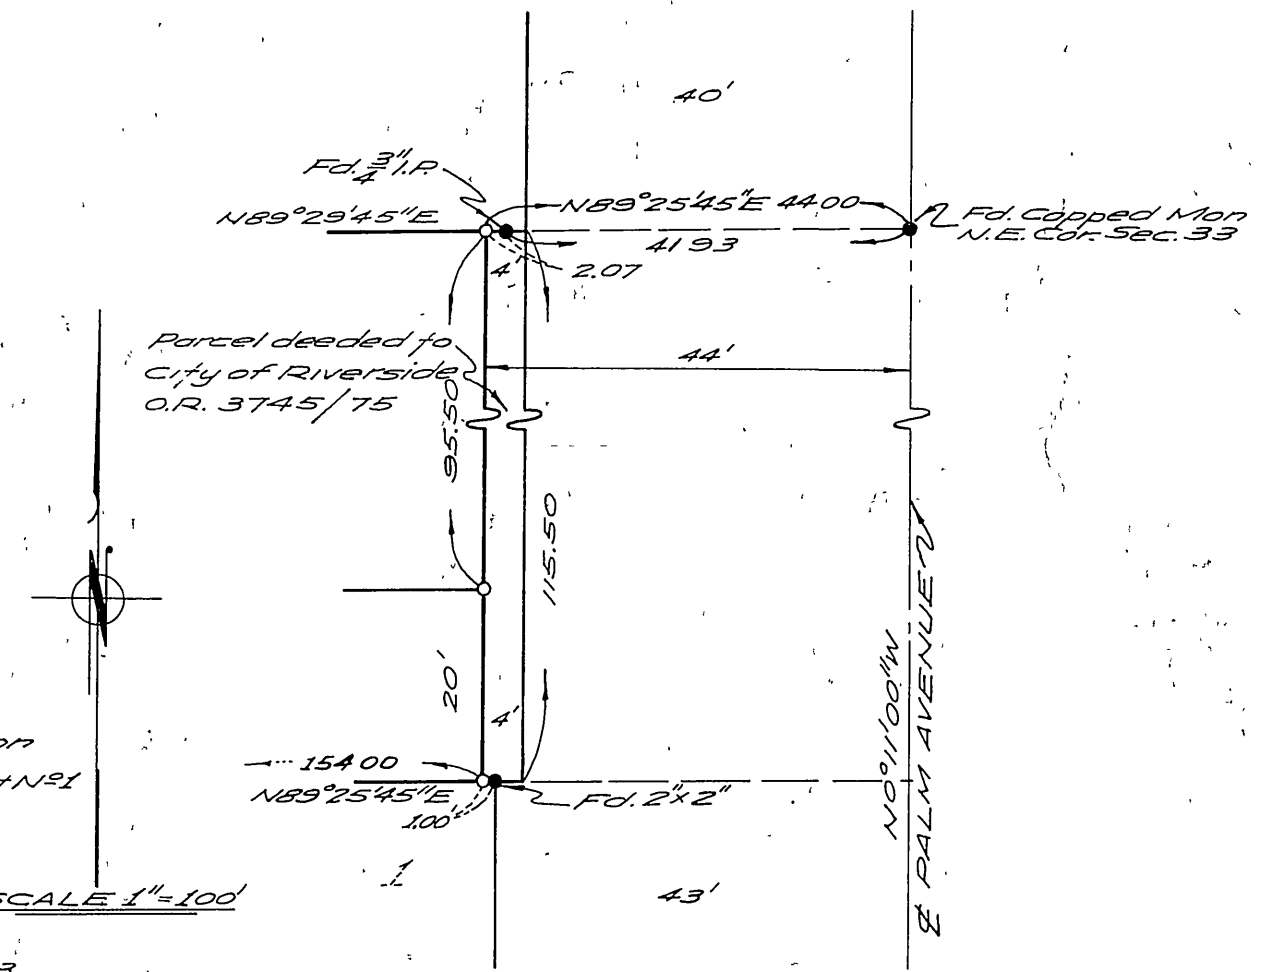 40'
Fd. 3/4" I.P.
N89°29'45"E
N89°25'45"E 44.00
Fd. Capped Mon
N.E. Cor. Sec. 33
41.93
4'
2.07
Parcel deeded to
City of Riverside
O.R. 3745/75
44'
95.50
115.50
20'
4'
N0°11'00"W
℄ PALM AVENUE
154.00
N89°25'45"E
1.00'
Fd. 2"x2"
1
43'
t Nº1
SCALE 1"=100'